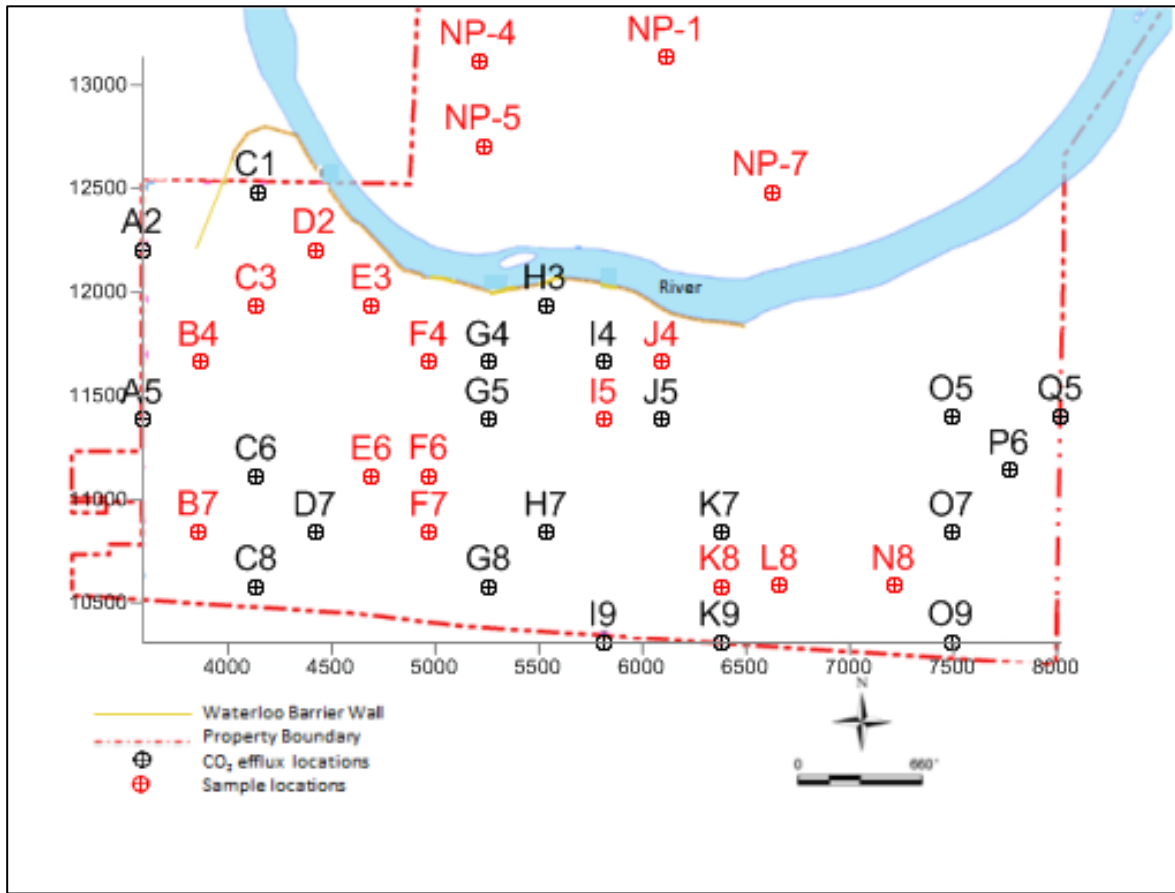 NP-4 NP-1
13000
NP-5
NP-7
C1
12500
A2 D2
C3 E3 H3 River
12000
B4 F4 G4 I4 J4
A5 G5 I5 J5 O5 Q5
11500
C6 E6 F6 P6
11000
B7 D7 F7 H7 K7 O7
C8 G8 K8 L8 N8
10500
I9 K9 O9
4000 4500 5000 5500 6000 6500 7000 7500 8000
N
Waterloo Barrier Wall
Property Boundary
CO₂ efflux locations
Sample locations
0 660'